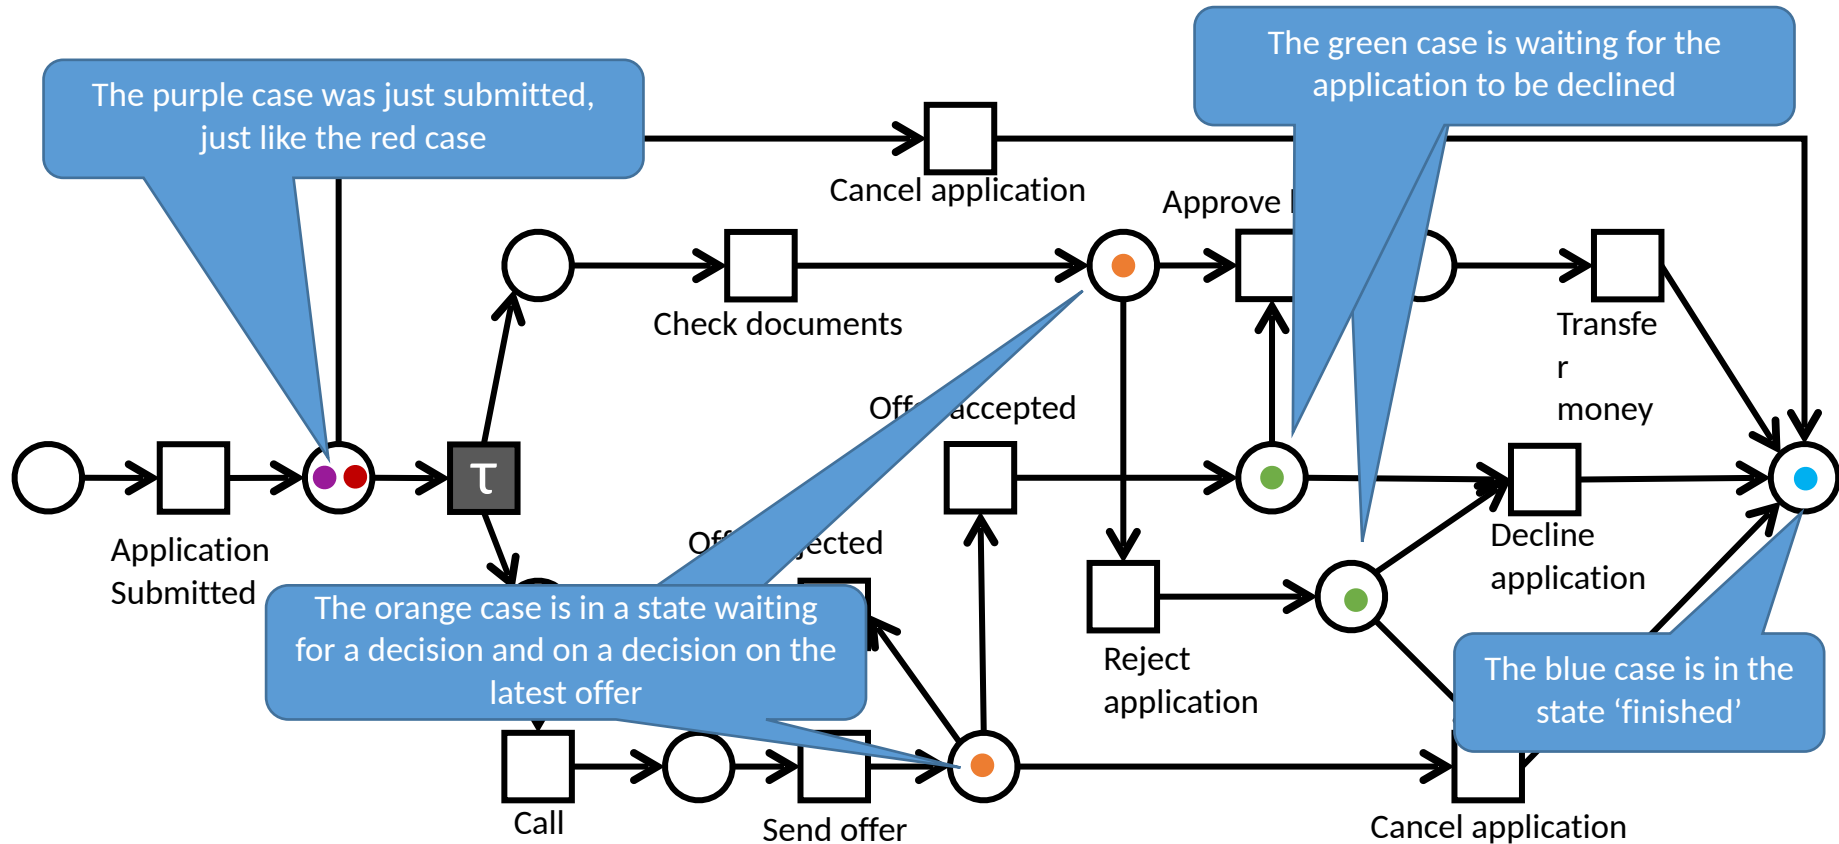 The green case is waiting for the
application to be declined
The purple case was just submitted,
just like the red case
Cancel application
Approve
Check documents
Transfe
r
money
accepted
τ
Application
Submitted
Decline
application
The orange case is in a state waiting
for a decision and on a decision on the
latest offer
Reject
application
The blue case is in the
state ‘finished’
Call
Send offer
Cancel application